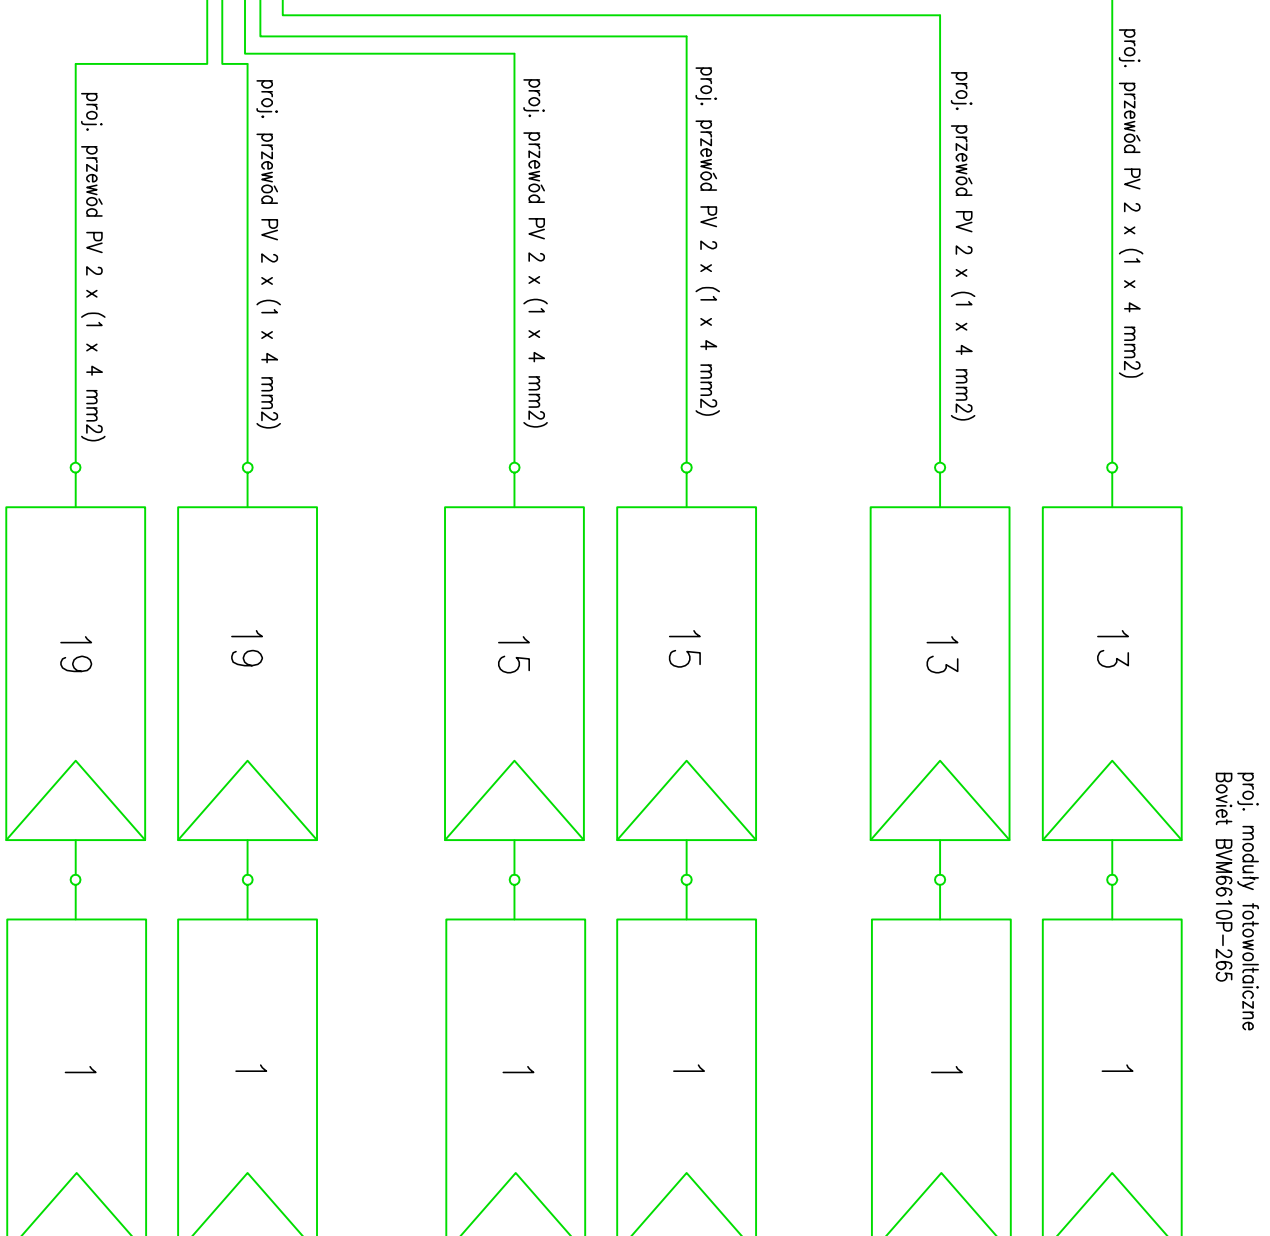 proj. przewód PV 2 x (1 x 4 mm2)
proj. przewód PV 2 x (1 x 4 mm2)
proj. przewód PV 2 x (1 x 4 mm2)
proj. przewód PV 2 x (1 x 4 mm2)
proj. przewód PV 2 x (1 x 4 mm2)
proj. przewód PV 2 x (1 x 4 mm2)
19
19
15
15
13
13
proj. moduły fotowoltaiczne
Boviet BVM6610P-265
1
1
1
1
1
1